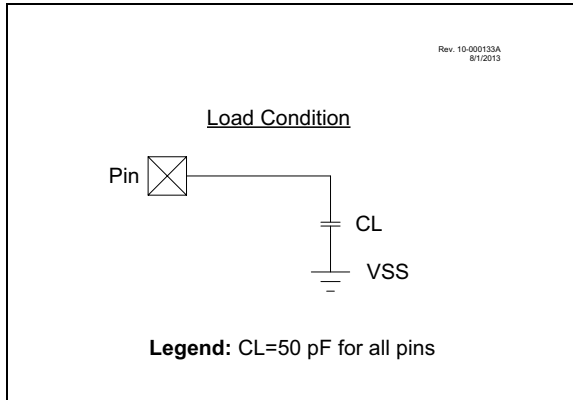 Rev. 10-000133A
8/1/2013
Load Condition
Pin
CL
VSS
Legend: CL=50 pF for all pins